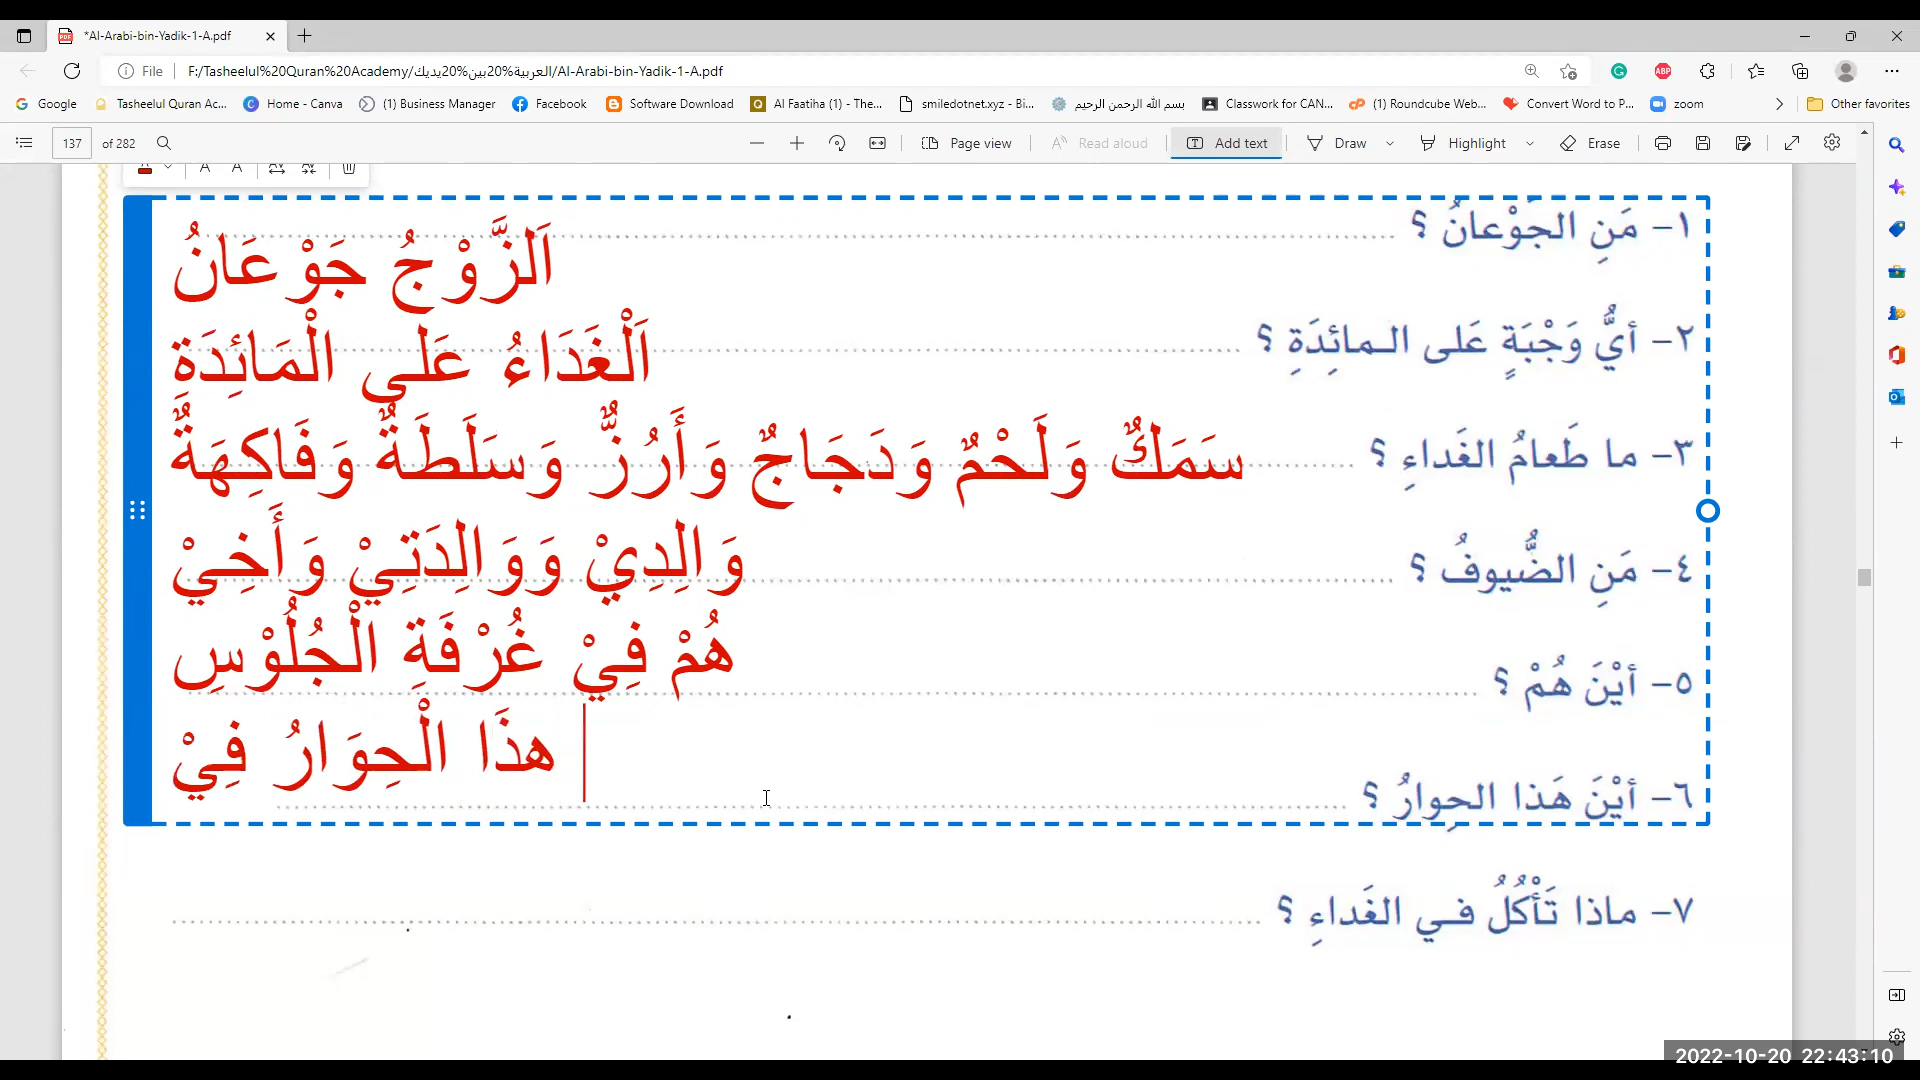 *Al-Arabi-bin-Yadik-1-A.pdf
File F:/Tasheelul%20Quran%20Academy/العربية%20بين%20يديك/Al-Arabi-bin-Yadik-1-A.pdf
Google Tasheelul Quran Ac... Home - Canva (1) Business Manager Facebook Software Download Al Faatiha (1) - The... smiledotnet.xyz - Bi... بسم الله الرحمن الرحيم Classwork for CAN... (1) Roundcube Web... Convert Word to P... zoom Other favorites
137 of 282 Page view Read aloud Add text Draw Highlight Erase
١- مَنِ الجَوْعانُ ؟
اَلزَّوْجُ جَوْعَانُ
٢- أيُّ وَجْبَةٍ عَلى المائِدَةِ ؟
اَلْغَدَاءُ عَلَي الْمَائِدَةِ
٣- ما طَعامُ الغَداءِ ؟
سَمَكٌ وَلَحْمٌ وَدَجَاجٌ وَأَرُزٌّ وَسَلَطَةٌ وَفَاكِهَةٌ
٤- مَنِ الضُّيوفُ ؟
وَالِدِيْ وَوَالِدَتِيْ وَأَخِيْ
٥- أيْنَ هُمْ ؟
هُمْ فِيْ غُرْفَةِ الْجُلُوْسِ
٦- أيْنَ هَذا الحِوارُ ؟
هذَا الْحِوَارُ فِيْ
٧- ماذا تَأْكُلُ في الغَداءِ ؟
2022-10-20 22:43:10